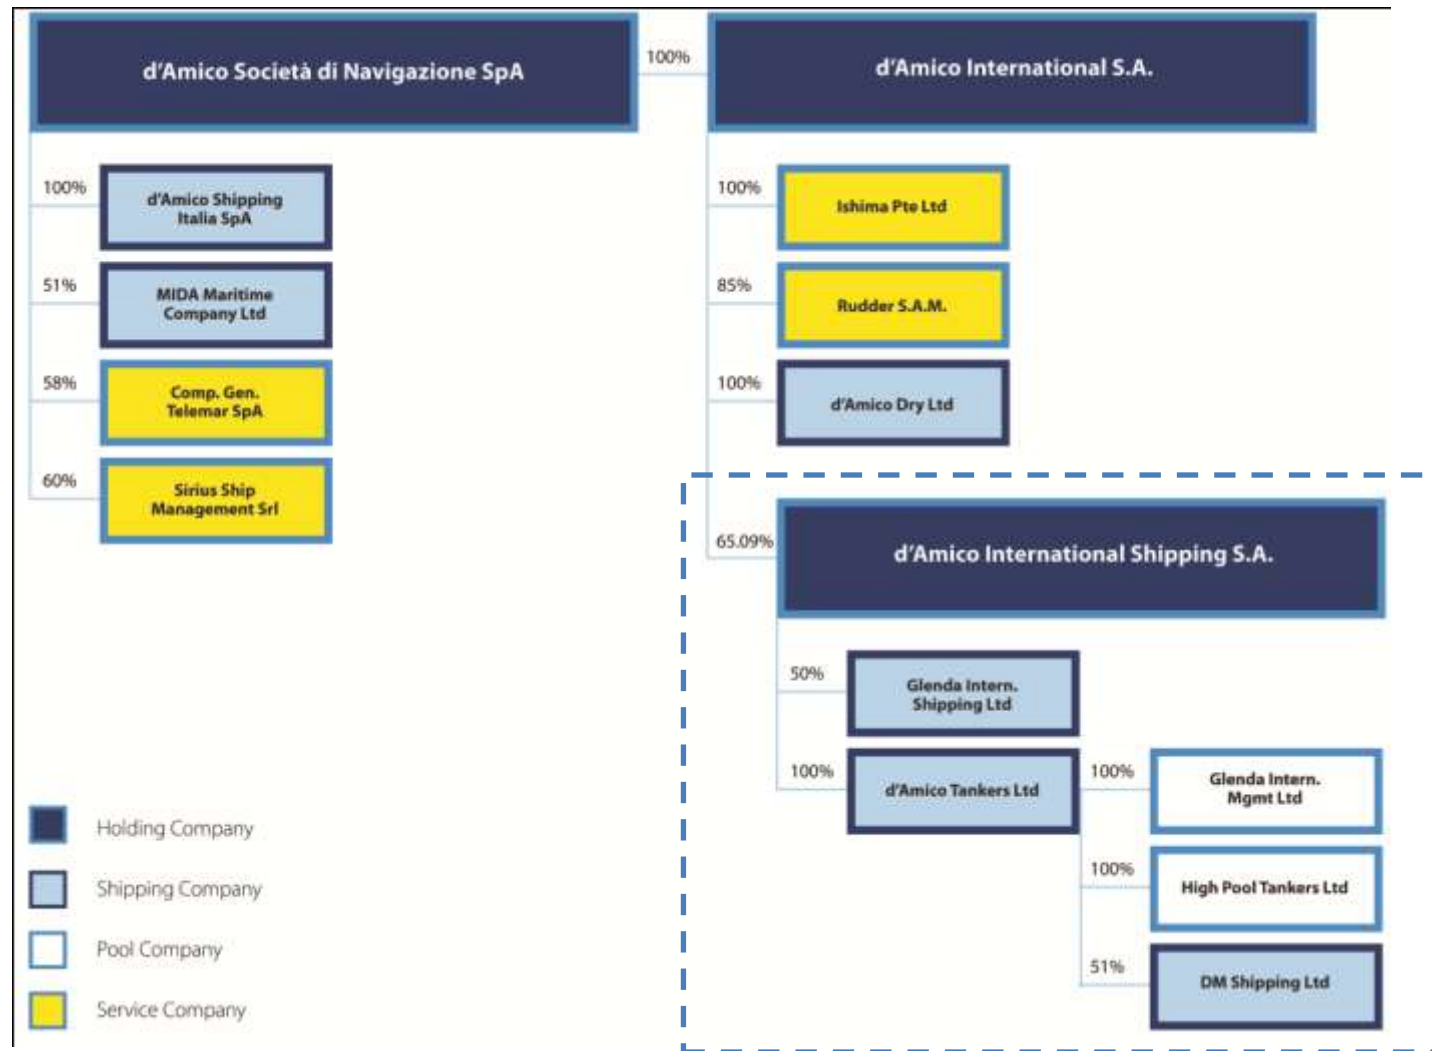 d'Amico Società di Navigazione SpA
100%
d'Amico International S.A.
100%
d'Amico Shipping
Italia SpA
51%
MIDA Maritime
Company Ltd
58%
Comp. Gen.
Telemar SpA
60%
Sirius Ship
Management Srl
100%
Ishima Pte Ltd
85%
Rudder S.A.M.
100%
d'Amico Dry Ltd
65.09%
d'Amico International Shipping S.A.
50%
Glenda Intern.
Shipping Ltd
100%
d'Amico Tankers Ltd
100%
Glenda Intern.
Mgmt Ltd
100%
High Pool Tankers Ltd
51%
DM Shipping Ltd
Holding Company
Shipping Company
Pool Company
Service Company